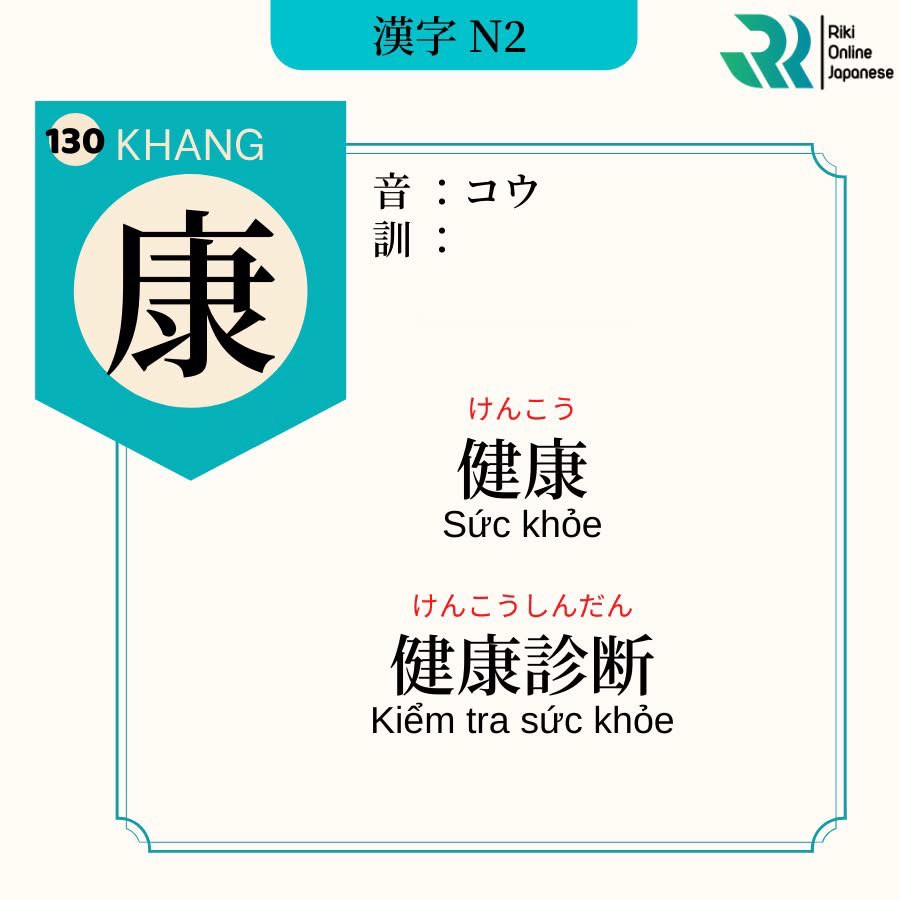 漢字 N2
Riki
Online
Japanese
130 KHANG
康
音 ：コウ
訓 ：
けんこう
健康
Sức khỏe
けんこうしんだん
健康診断
Kiểm tra sức khỏe